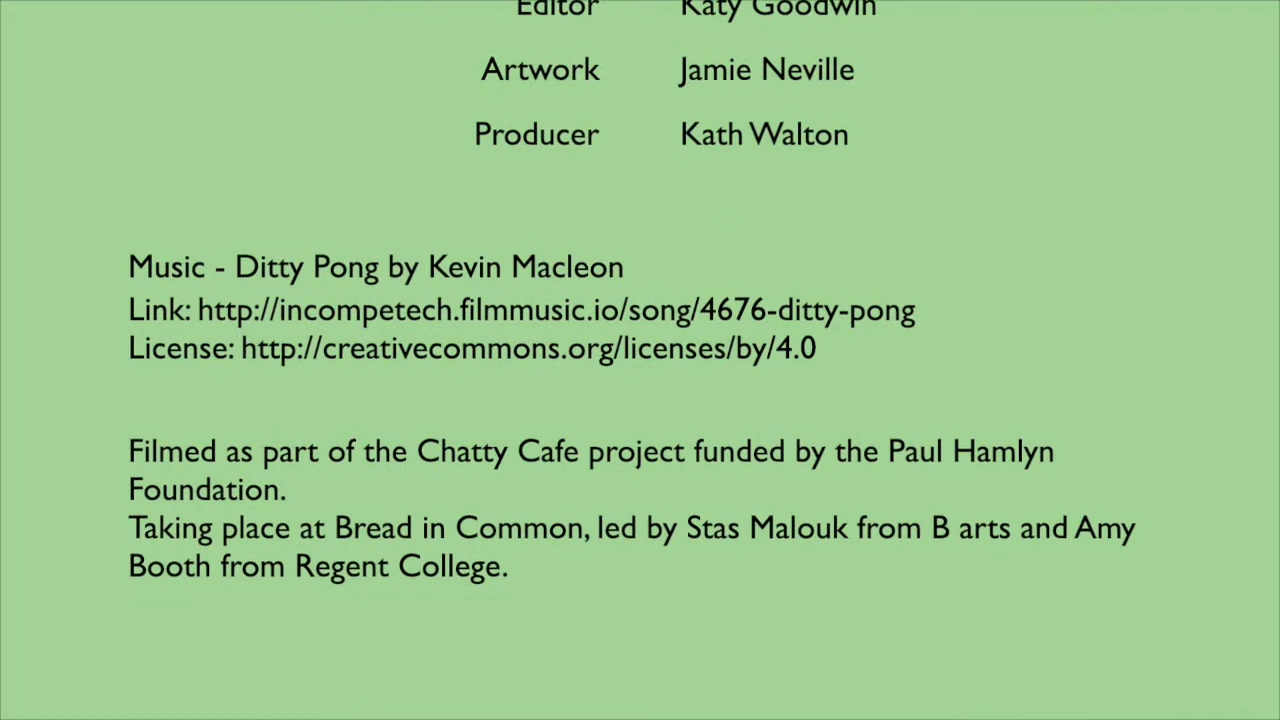 Editor Katy Goodwin
Artwork Jamie Neville
Producer Kath Walton
Music - Ditty Pong by Kevin Macleon
Link: http://incompetech.filmmusic.io/song/4676-ditty-pong
License: http://creativecommons.org/licenses/by/4.0
Filmed as part of the Chatty Cafe project funded by the Paul Hamlyn
Foundation.
Taking place at Bread in Common, led by Stas Malouk from B arts and Amy
Booth from Regent College.